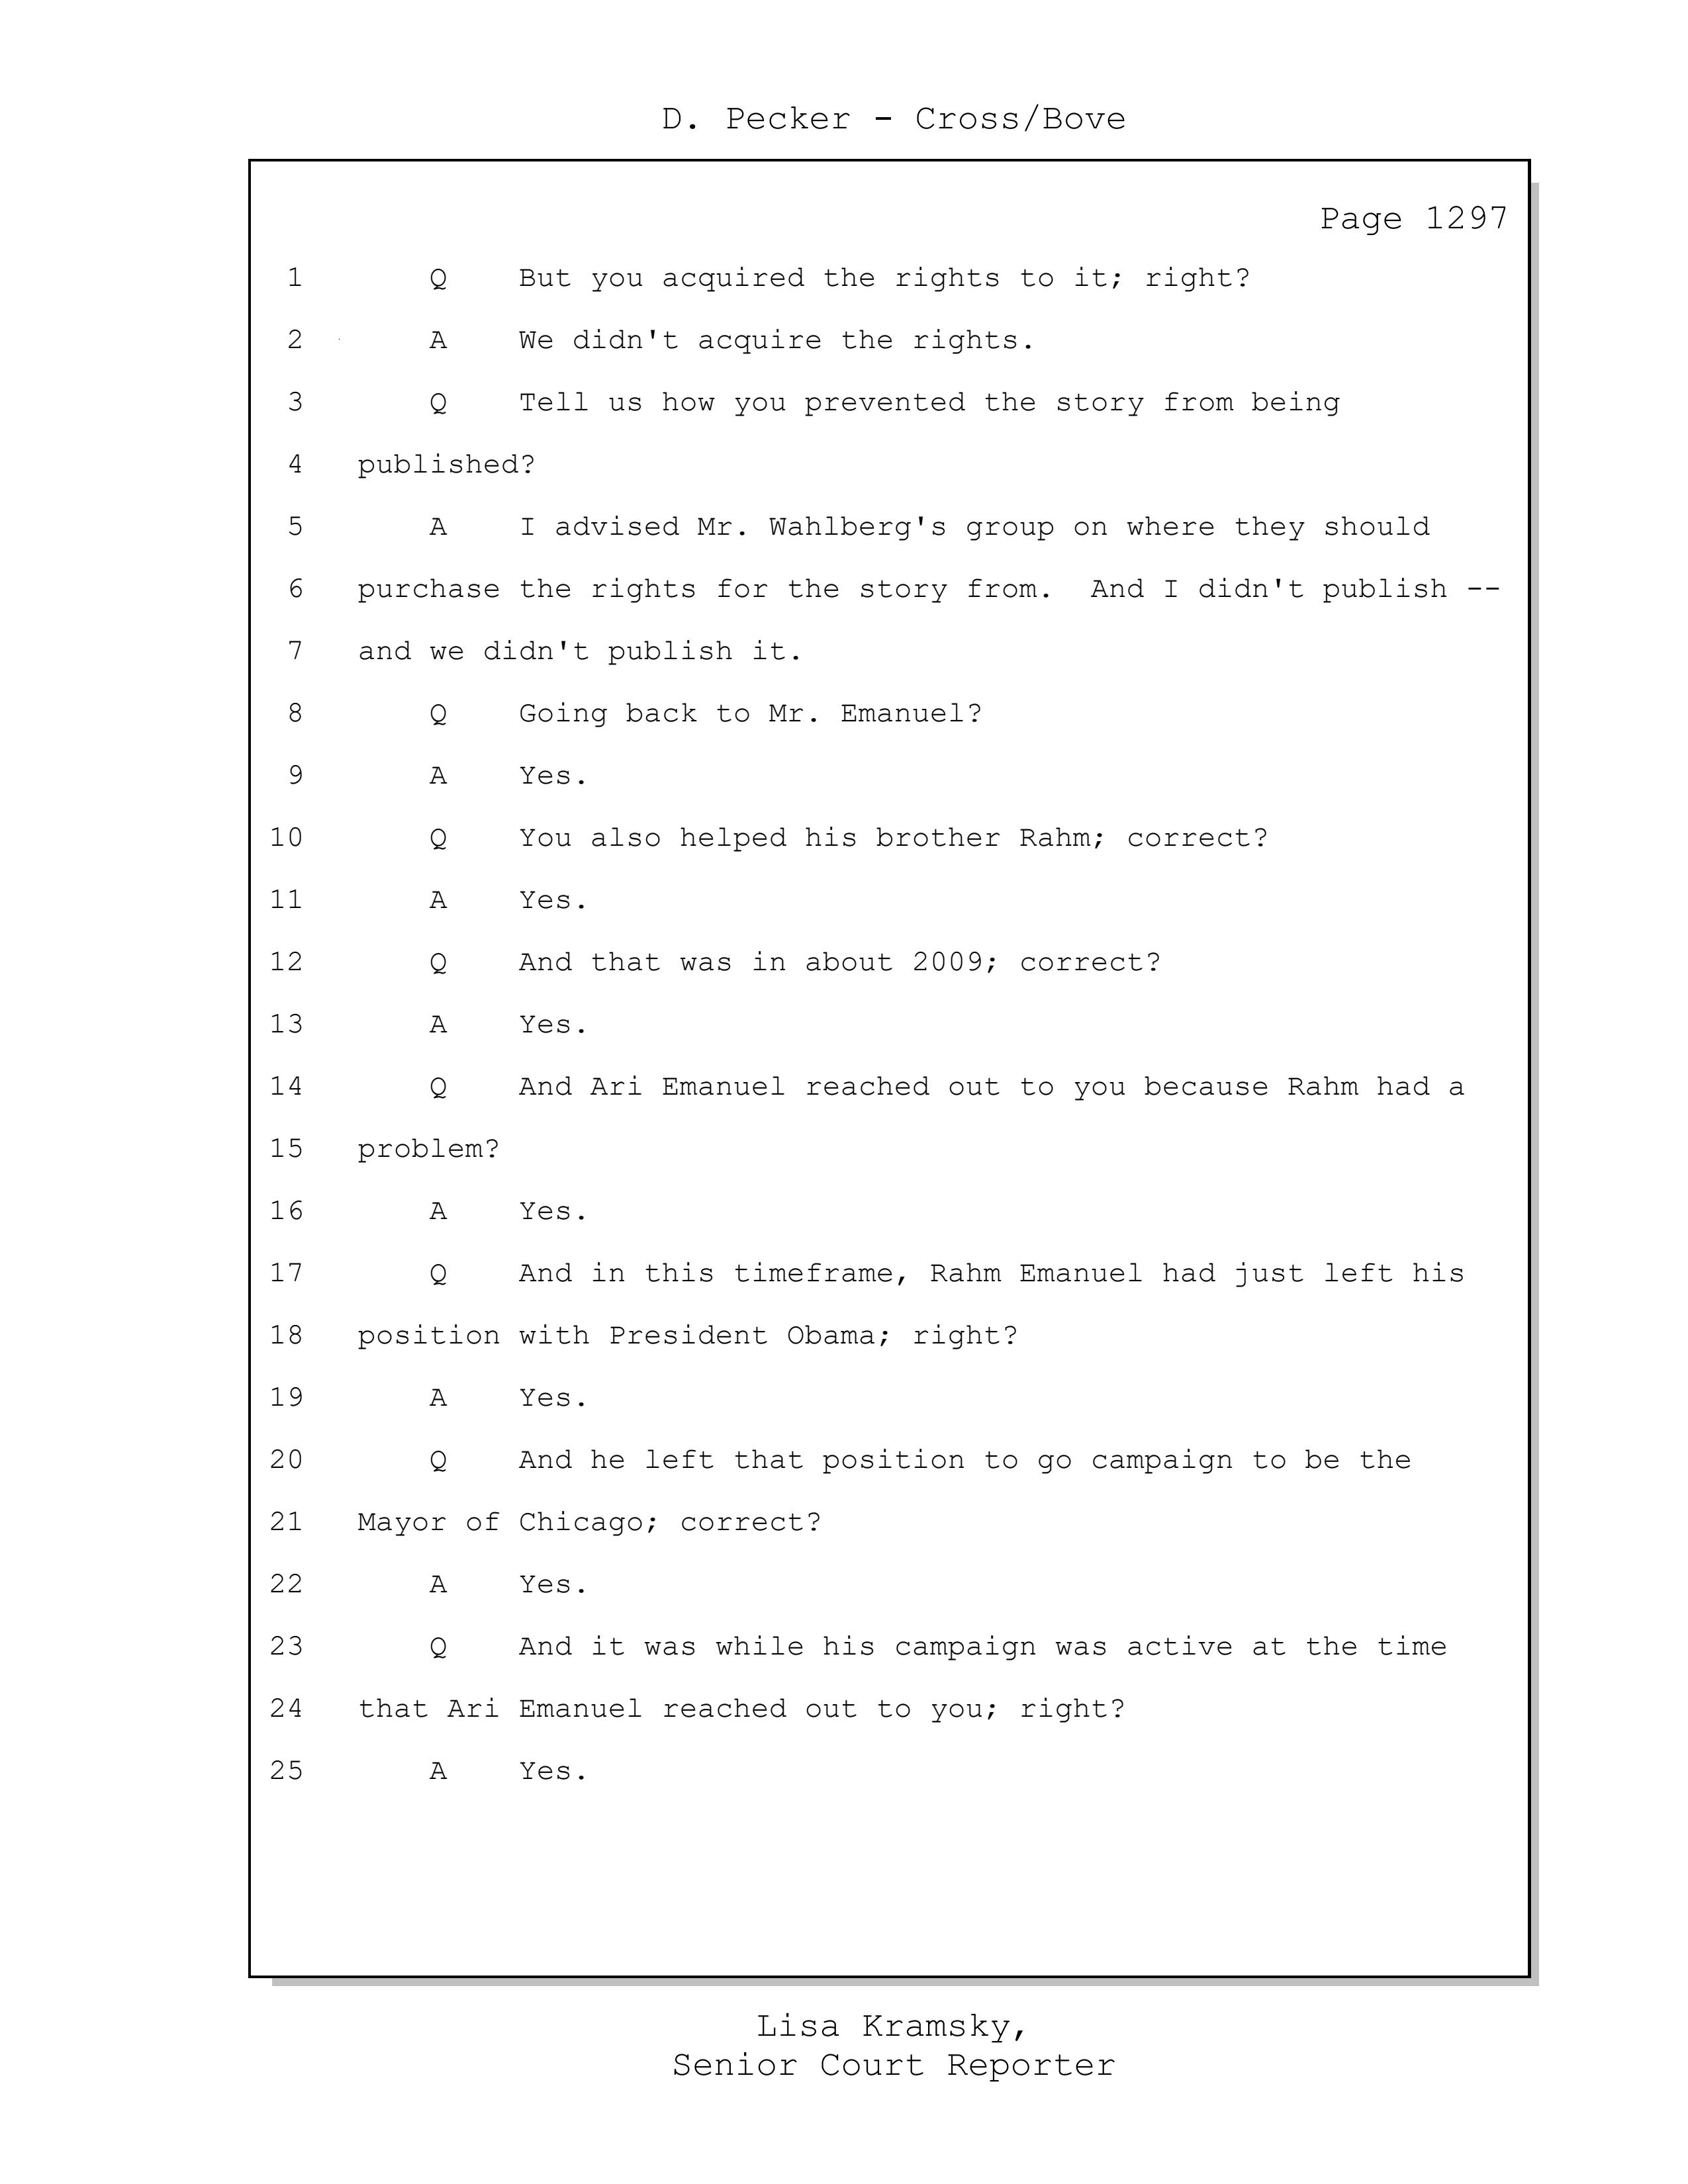 D. Pecker - Cross/Bove
Page 1297
1 Q But you acquired the rights to it; right?
2 A We didn't acquire the rights.
3 Q Tell us how you prevented the story from being
4 published?
5 A I advised Mr. Wahlberg's group on where they should
6 purchase the rights for the story from. And I didn't publish --
7 and we didn't publish it.
8 Q Going back to Mr. Emanuel?
9 A Yes.
10 Q You also helped his brother Rahm; correct?
11 A Yes.
12 Q And that was in about 2009; correct?
13 A Yes.
14 Q And Ari Emanuel reached out to you because Rahm had a
15 problem?
16 A Yes.
17 Q And in this timeframe, Rahm Emanuel had just left his
18 position with President Obama; right?
19 A Yes.
20 Q And he left that position to go campaign to be the
21 Mayor of Chicago; correct?
22 A Yes.
23 Q And it was while his campaign was active at the time
24 that Ari Emanuel reached out to you; right?
25 A Yes.
Lisa Kramsky,
Senior Court Reporter